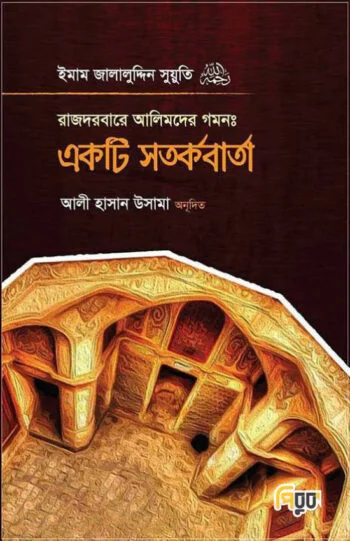 ইমাম জালালুদ্দিন সুয়ুতি
রাজদরবারে আলিমদের গমনঃ
একটি সতর্কবার্তা
আলী হাসান উসামা অনূদিত